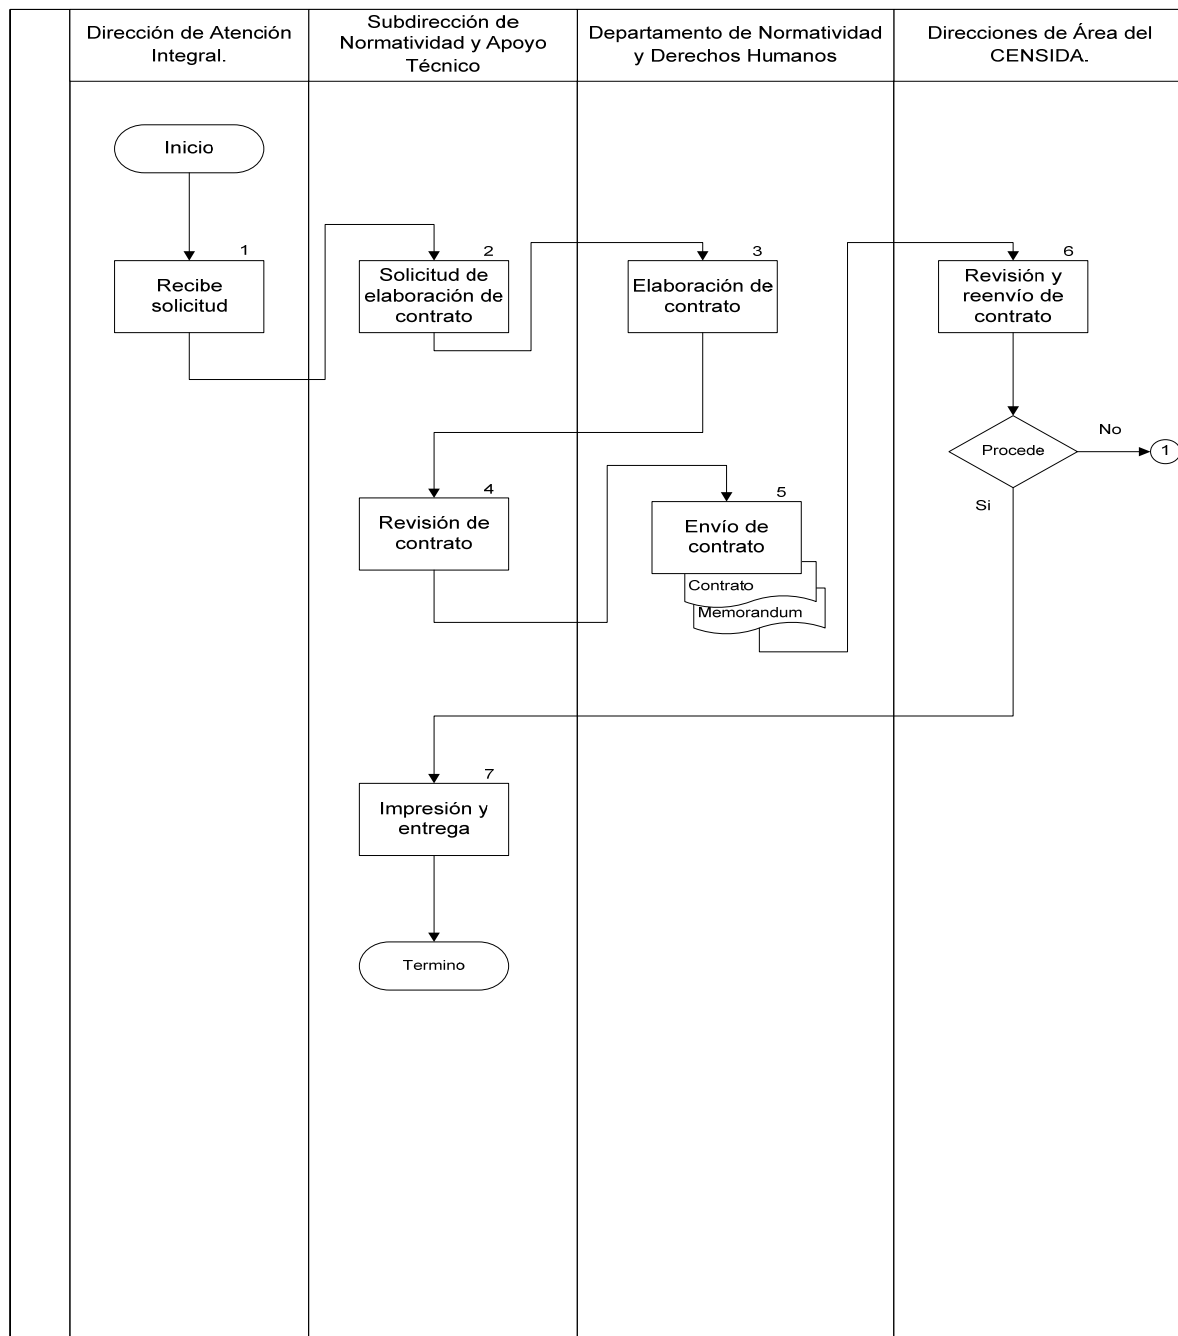 Dirección de Atención
Integral.
Subdirección de
Normatividad y Apoyo
Técnico
Departamento de Normatividad
y Derechos Humanos
Direcciones de Área del
CENSIDA.
Inicio
1
Recibe
solicitud
2
Solicitud de
elaboración de
contrato
3
Elaboración de
contrato
6
Revisión y
reenvío de
contrato
Procede
No
1
Si
4
Revisión de
contrato
5
Envío de
contrato
Contrato
Memorandum
7
Impresión y
entrega
Termino